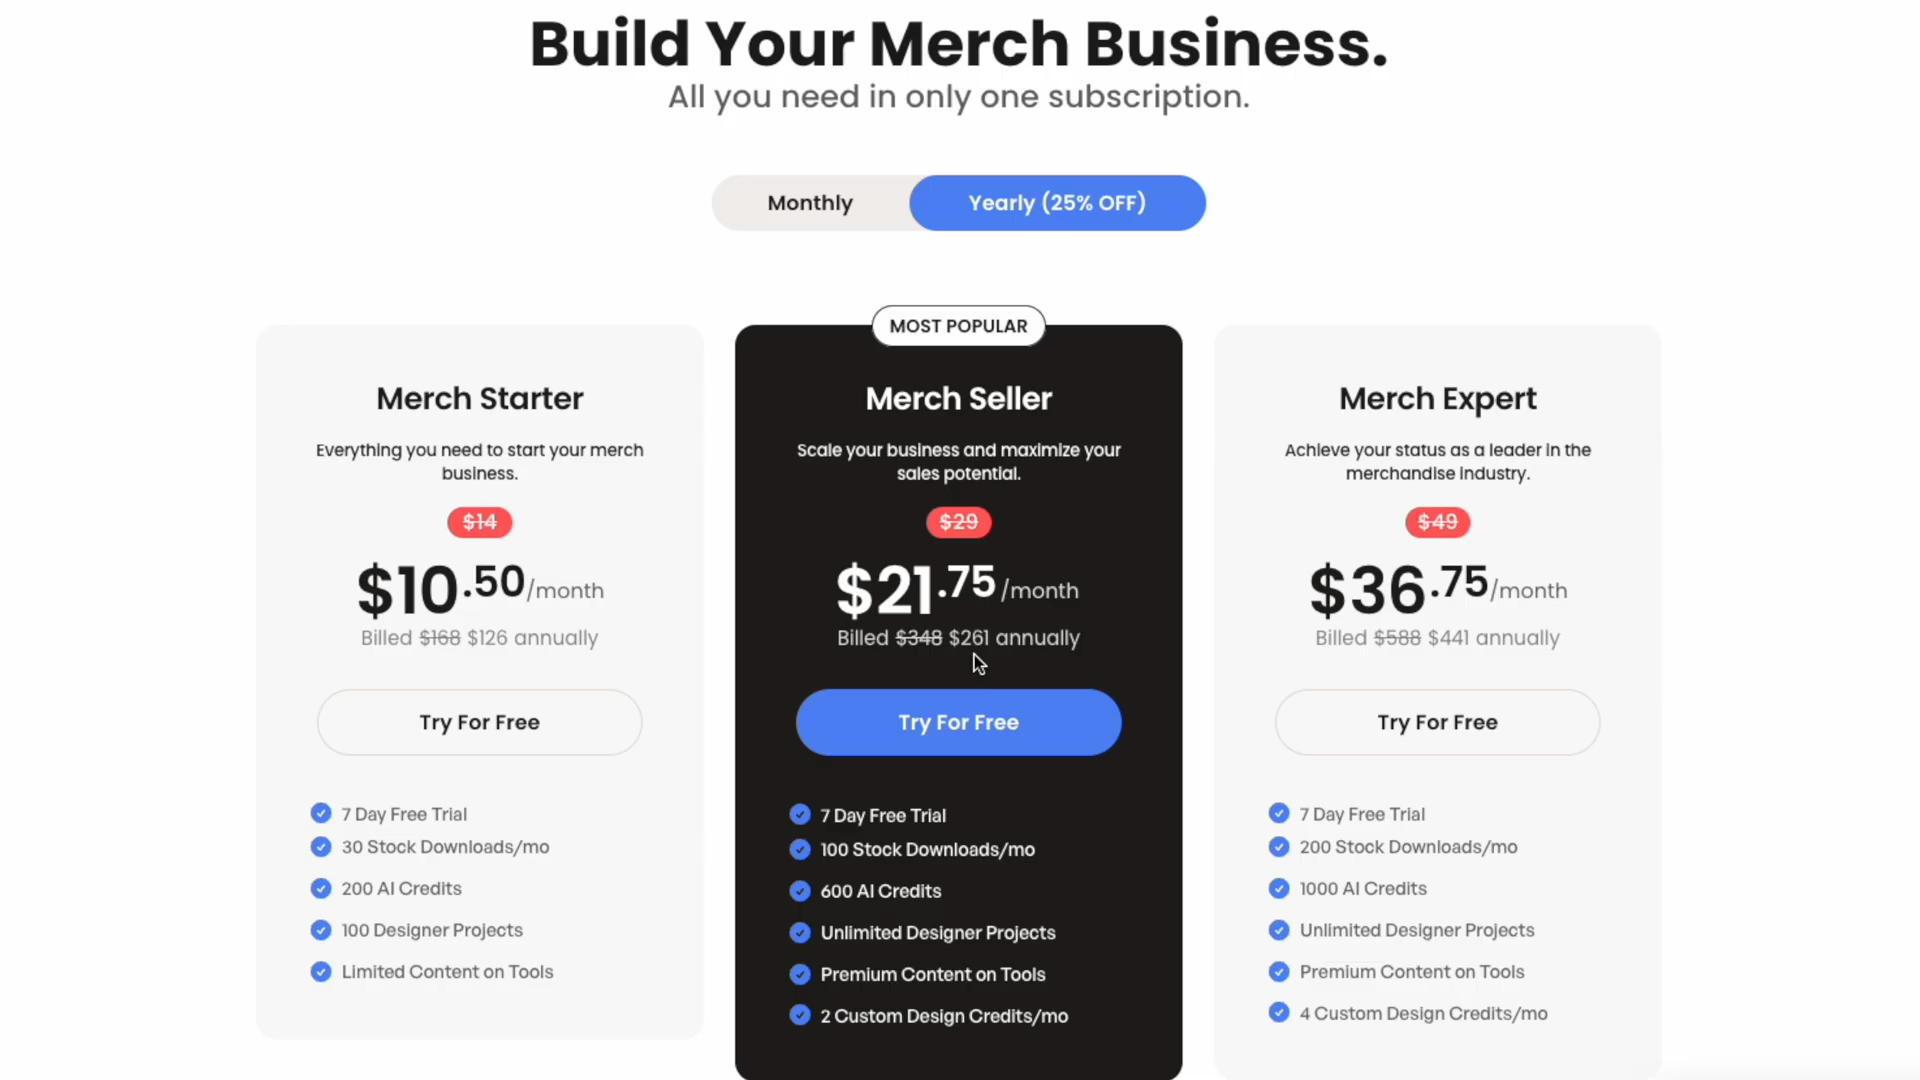 Build Your Merch Business.
All you need in only one subscription.
Monthly
Yearly (25% OFF)
Merch Starter
Everything you need to start your merch
business.
$14
$10.50/month
Billed $168 $126 annually
Try For Free
7 Day Free Trial
30 Stock Downloads/mo
200 AI Credits
100 Designer Projects
Limited Content on Tools
MOST POPULAR
Merch Seller
Scale your business and maximize your
sales potential.
$29
$21.75/month
Billed $348 $261 annually
Try For Free
7 Day Free Trial
100 Stock Downloads/mo
600 AI Credits
Unlimited Designer Projects
Premium Content on Tools
2 Custom Design Credits/mo
Merch Expert
Achieve your status as a leader in the
merchandise industry.
$49
$36.75/month
Billed $588 $441 annually
Try For Free
7 Day Free Trial
200 Stock Downloads/mo
1000 AI Credits
Unlimited Designer Projects
Premium Content on Tools
4 Custom Design Credits/mo